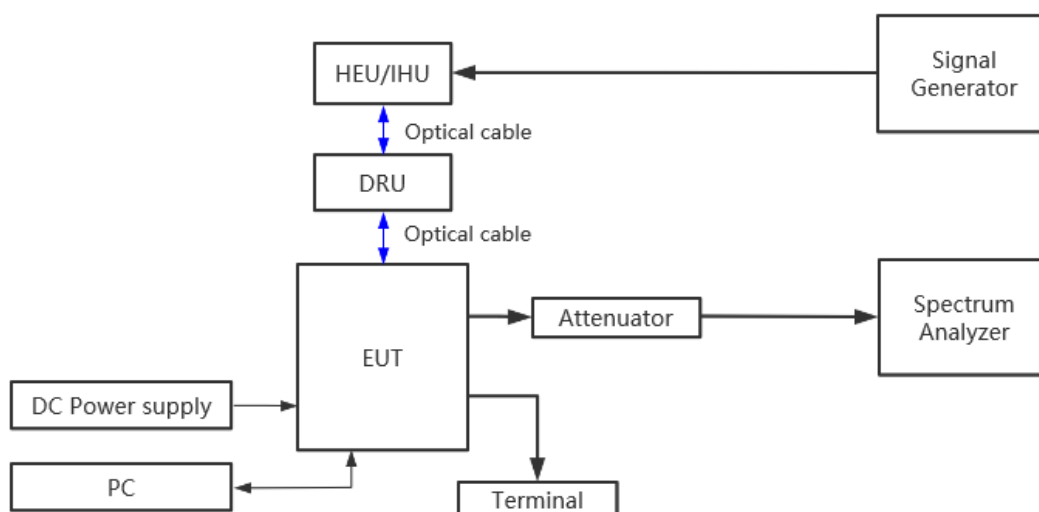 HEU/IHU
Signal
Generator
Optical cable
DRU
Optical cable
EUT
Attenuator
Spectrum
Analyzer
DC Power supply
PC
Terminal